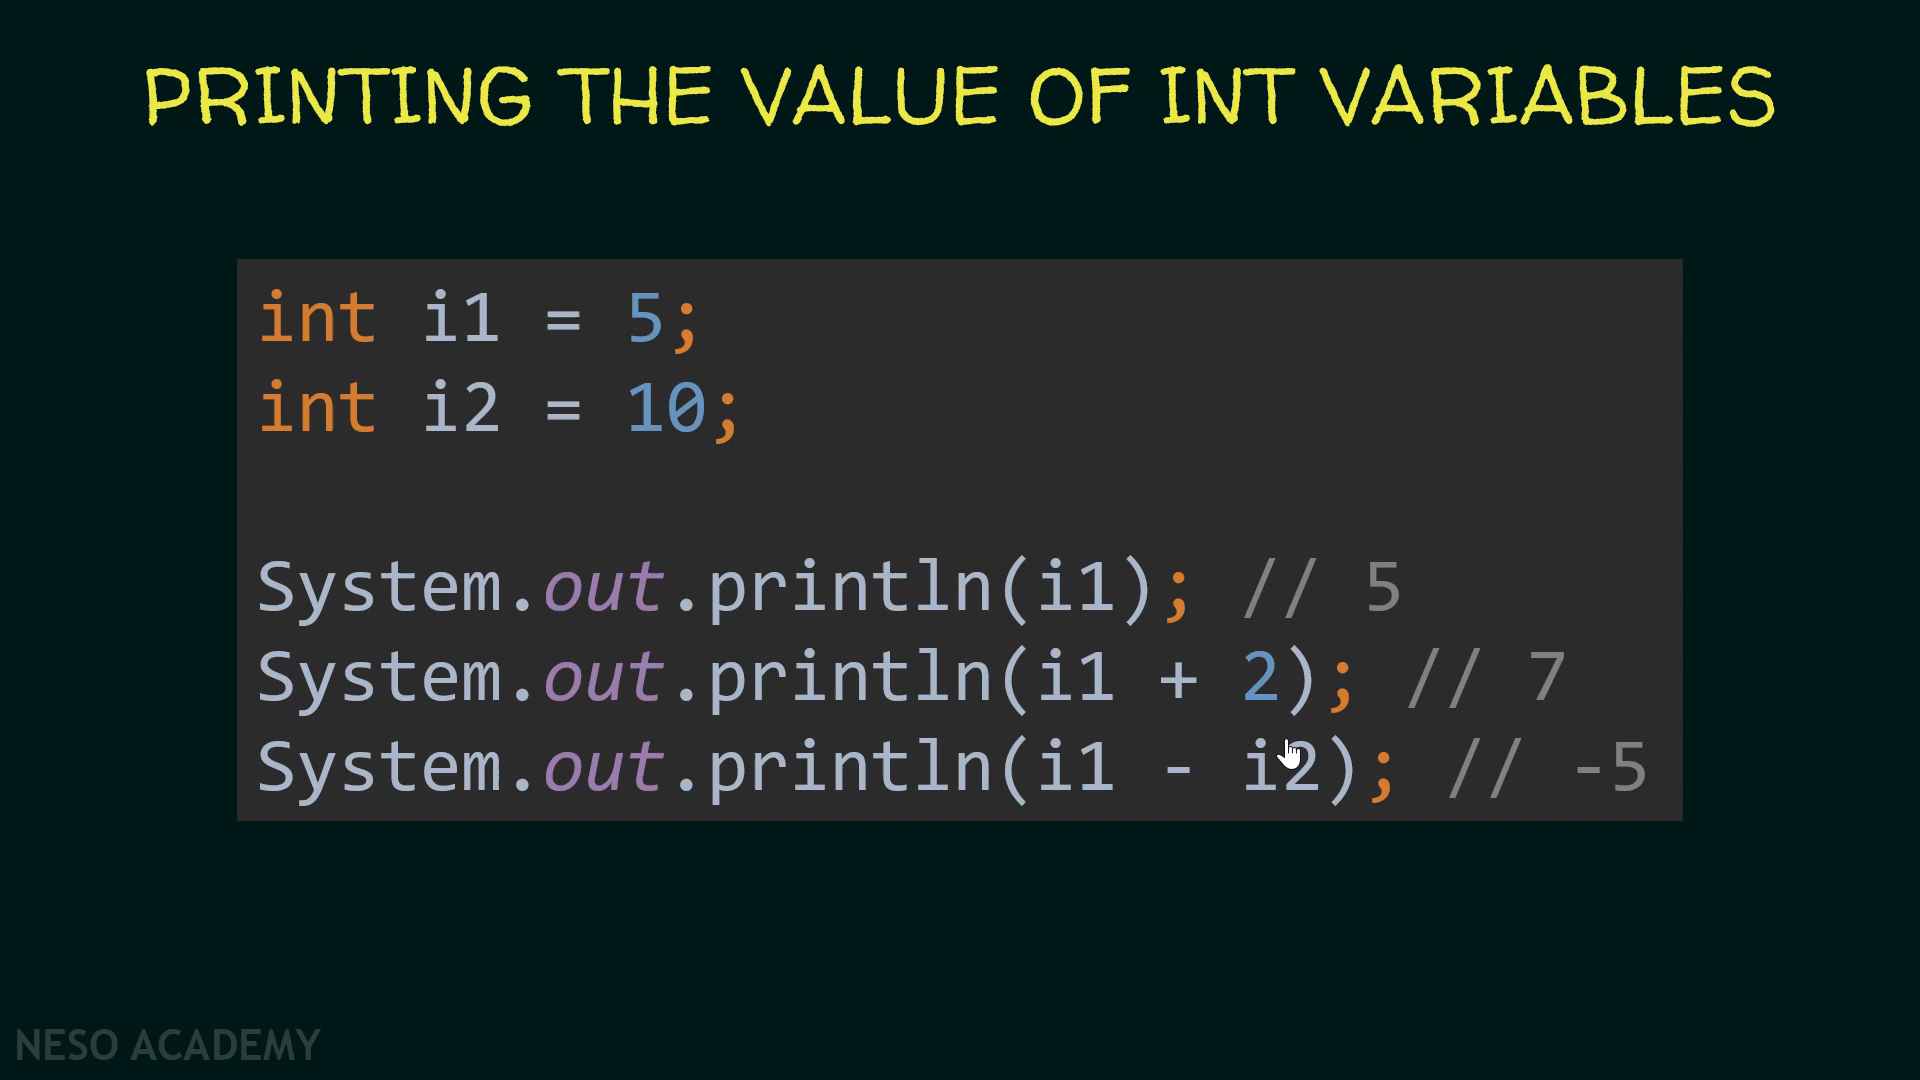 PRINTING THE VALUE OF INT VARIABLES
int i1 = 5;
int i2 = 10;
System.out.println(i1); // 5
System.out.println(i1 + 2); // 7
System.out.println(i1 - i2); // -5
NESO ACADEMY